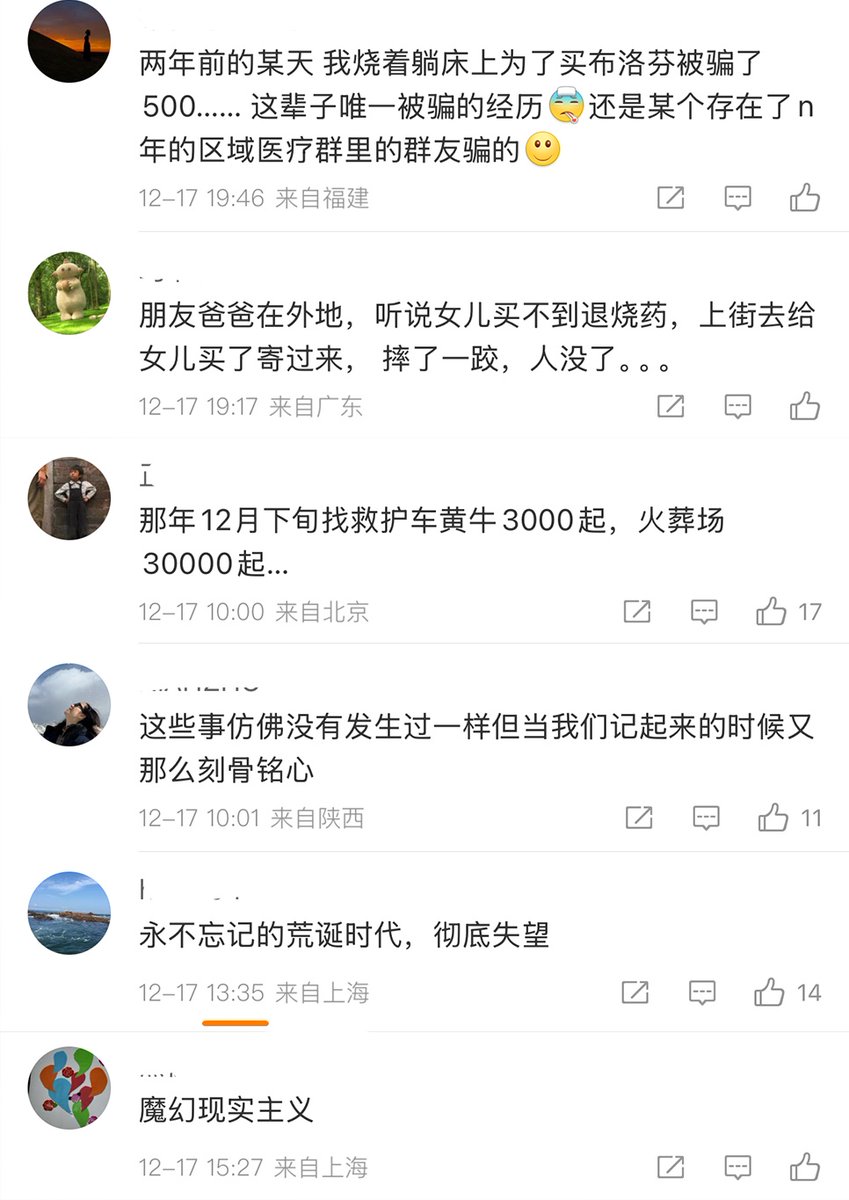 两年前的某天 我烧着躺床上为了买布洛芬被骗了
500...... 这辈子唯一被骗的经历🤒还是某个存在了n
年的区域医疗群里的群友骗的🙂
12-17 19:46 来自福建
朋友爸爸在外地，听说女儿买不到退烧药，上街去给
女儿买了寄过来， 摔了一跤，人没了。。。
12-17 19:17 来自广东
那年12月下旬找救护车黄牛3000起，火葬场
30000起...
12-17 10:00 来自北京
17
这些事仿佛没有发生过一样但当我们记起来的时候又
那么刻骨铭心
12-17 10:01 来自陕西
11
永不忘记的荒诞时代，彻底失望
12-17 13:35 来自上海
14
魔幻现实主义
12-17 15:27 来自上海